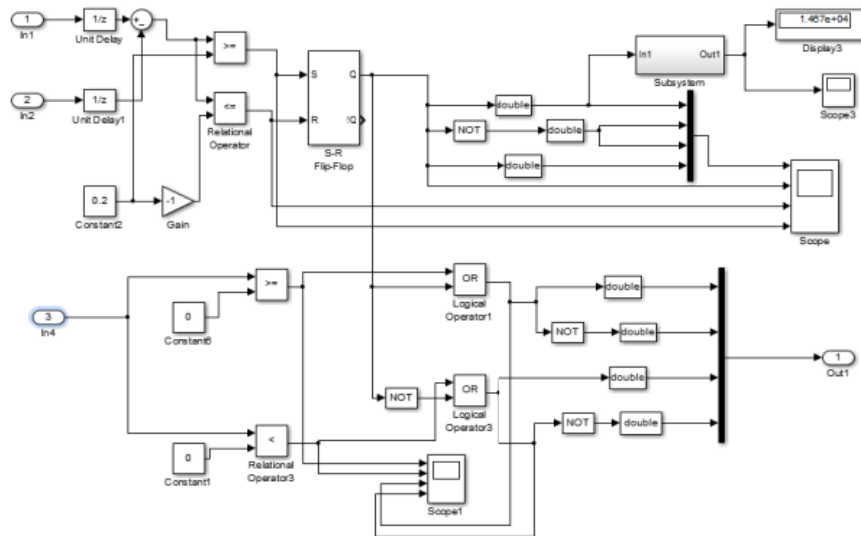 1
In1
1/z
Unit Delay
+
-
>=
2
In2
1/z
Unit Delay1
<=
Relational
Operator
0.2
Constant2
-1
Gain
S
Q
R
!Q
S-R
Flip-Flop
double
NOT
double
double
In1
Out1
Subsystem
1.467e+04
Display3
Scope3
Scope
3
In4
>=
0
Constant6
OR
Logical
Operator1
NOT
OR
Logical
Operator3
0
Constant1
<
Relational
Operator3
Scope1
double
NOT
double
double
NOT
double
1
Out1